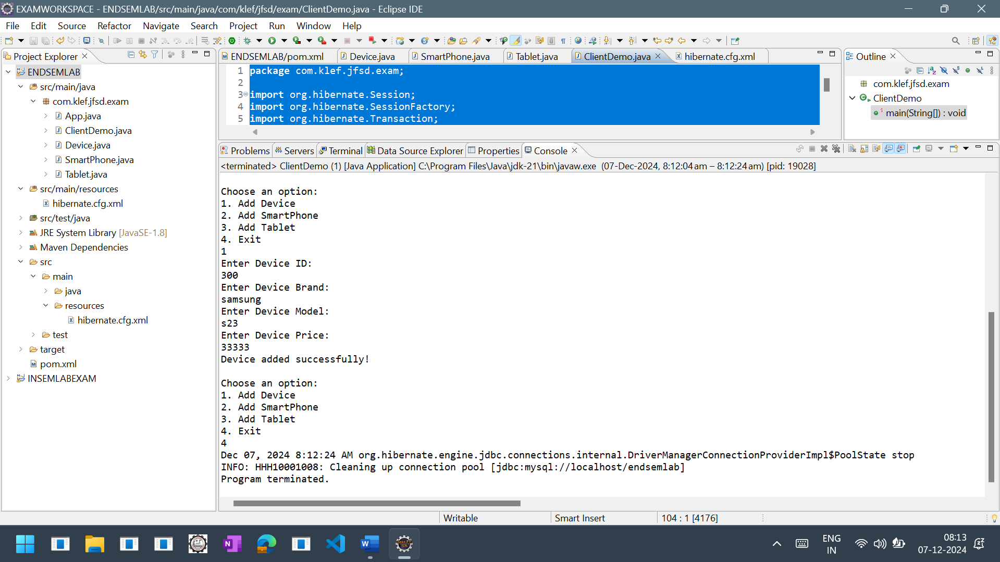 EXAMWORKSPACE - ENDSEMLAB/src/main/java/com/klef/jfsd/exam/ClientDemo.java - Eclipse IDE
File Edit Source Refactor Navigate Search Project Run Window Help
Project Explorer
ENDSEMLAB
src/main/java
com.klef.jfsd.exam
App.java
ClientDemo.java
Device.java
SmartPhone.java
Tablet.java
src/main/resources
hibernate.cfg.xml
src/test/java
JRE System Library [JavaSE-1.8]
Maven Dependencies
src
main
java
resources
hibernate.cfg.xml
test
target
pom.xml
INSEMLABEXAM
ENDSEMLAB/pom.xml Device.java SmartPhone.java Tablet.java ClientDemo.java hibernate.cfg.xml
1 package com.klef.jfsd.exam;
2
3 import org.hibernate.Session;
4 import org.hibernate.SessionFactory;
5 import org.hibernate.Transaction;
Outline
com.klef.jfsd.exam
ClientDemo
main(String[]) : void
Problems Servers Terminal Data Source Explorer Properties Console
<terminated> ClientDemo (1) [Java Application] C:\Program Files\Java\jdk-21\bin\javaw.exe (07-Dec-2024, 8:12:04 am – 8:12:24 am) [pid: 19028]
Choose an option:
1. Add Device
2. Add SmartPhone
3. Add Tablet
4. Exit
1
Enter Device ID:
300
Enter Device Brand:
samsung
Enter Device Model:
s23
Enter Device Price:
33333
Device added successfully!
Choose an option:
1. Add Device
2. Add SmartPhone
3. Add Tablet
4. Exit
4
Dec 07, 2024 8:12:24 AM org.hibernate.engine.jdbc.connections.internal.DriverManagerConnectionProviderImpl$PoolState stop
INFO: HHH10001008: Cleaning up connection pool [jdbc:mysql://localhost/endsemlab]
Program terminated.
Writable Smart Insert 104 : 1 [4176]
ENG
IN
08:13
07-12-2024